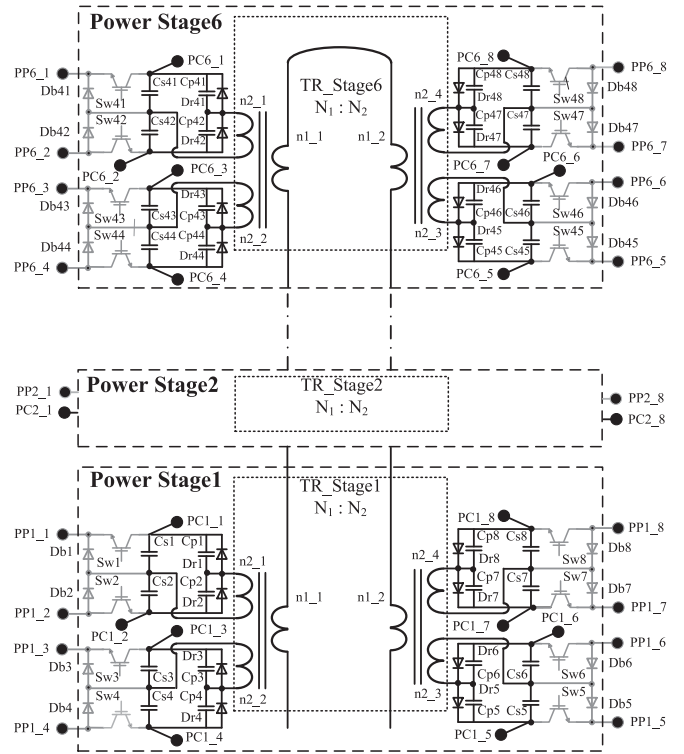 Power Stage6
PP6_1
Db41
Sw41
Sw42
Db42
PP6_2
PC6_2
PC6_1
Cs41
Cp41
Dr41
Cs42
Cp42
Dr42
n2_1
TR_Stage6
N1 : N2
n1_1
n1_2
n2_4
PC6_8
Cp48
Cs48
Dr48
Cp47
Cs47
Dr47
PC6_7
PC6_6
Sw48
Sw47
PP6_8
Db48
Db47
PP6_7
PP6_3
Db43
Sw43
Sw44
Db44
PP6_4
PC6_3
Dr43
Cs43
Cp43
Cs44
Cp44
Dr44
PC6_4
n2_2
n2_3
Dr46
Cp46
Cs46
Dr45
Cp45
Cs45
PC6_5
Sw46
Sw45
PP6_6
Db46
Db45
PP6_5
Power Stage2
PP2_1
PC2_1
TR_Stage2
N1 : N2
PP2_8
PC2_8
Power Stage1
PP1_1
Db1
Sw1
Sw2
Db2
PP1_2
PC1_2
PC1_1
Cs1
Cp1
Dr1
Cs2
Cp2
Dr2
n2_1
TR_Stage1
N1 : N2
n1_1
n1_2
n2_4
PC1_8
Cp8
Cs8
Dr8
Cp7
Cs7
Dr7
PC1_7
PC1_6
Sw8
Sw7
PP1_8
Db8
Db7
PP1_7
PP1_3
Db3
Sw3
Sw4
Db4
PP1_4
PC1_3
Dr3
Cs3
Cp3
Cs4
Cp4
Dr4
PC1_4
n2_2
n2_3
Dr6
Cp6
Cs6
Dr5
Cp5
Cs5
PC1_5
Sw6
Sw5
PP1_6
Db6
Db5
PP1_5